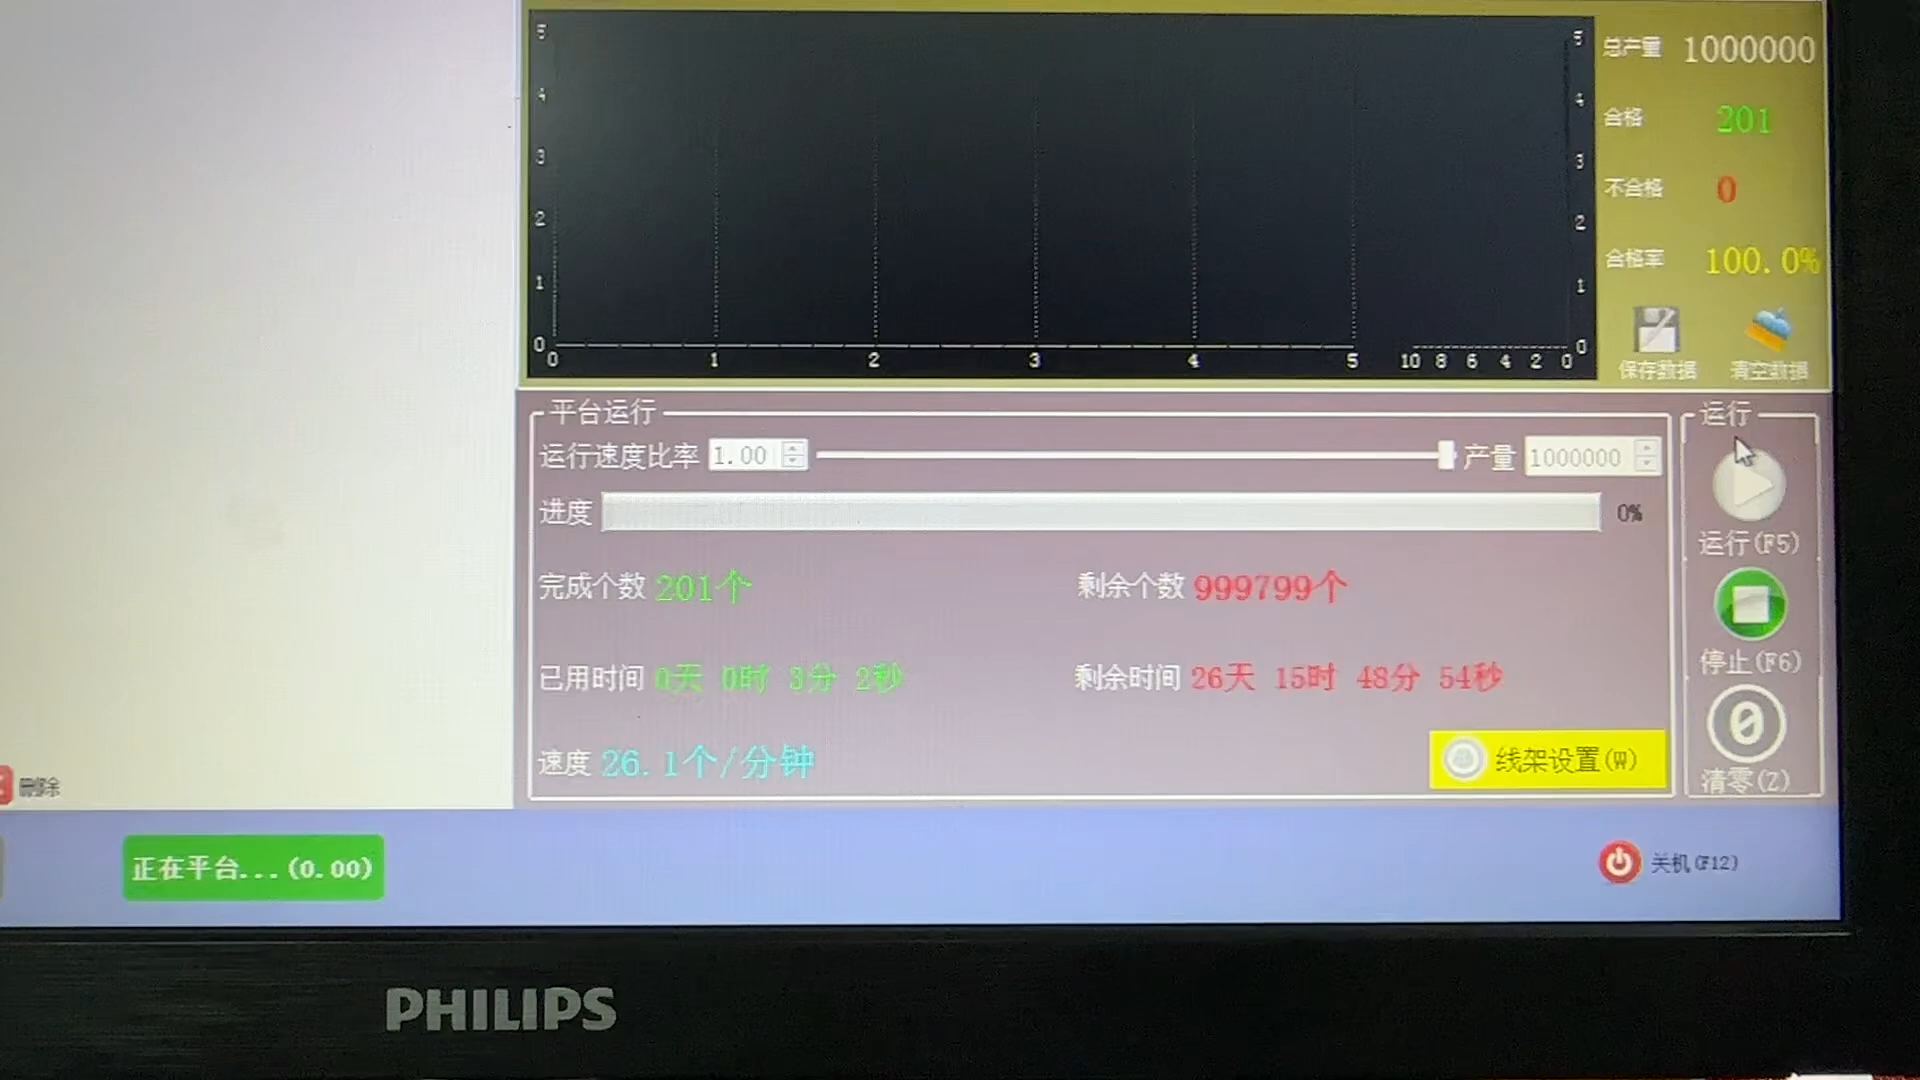 5
4
3
2
1
0
0 1 2 3 4 5 10 8 6 4 2 0
5
4
3
2
1
0
总产量 1000000
合格 201
不合格 0
合格率 100.0%
保存数据 清空数据
平台运行
运行速度比率 1.00 产量 1000000
进度 0%
完成个数 201个 剩余个数 999799个
已用时间 0天 0时 3分 2秒 剩余时间 26天 15时 48分 54秒
速度 26.1个/分钟 线架设置(W)
运行
运行(F5)
停止(F6)
0
清零(Z)
删除
正在平台...(0.00)
关机(F12)
PHILIPS